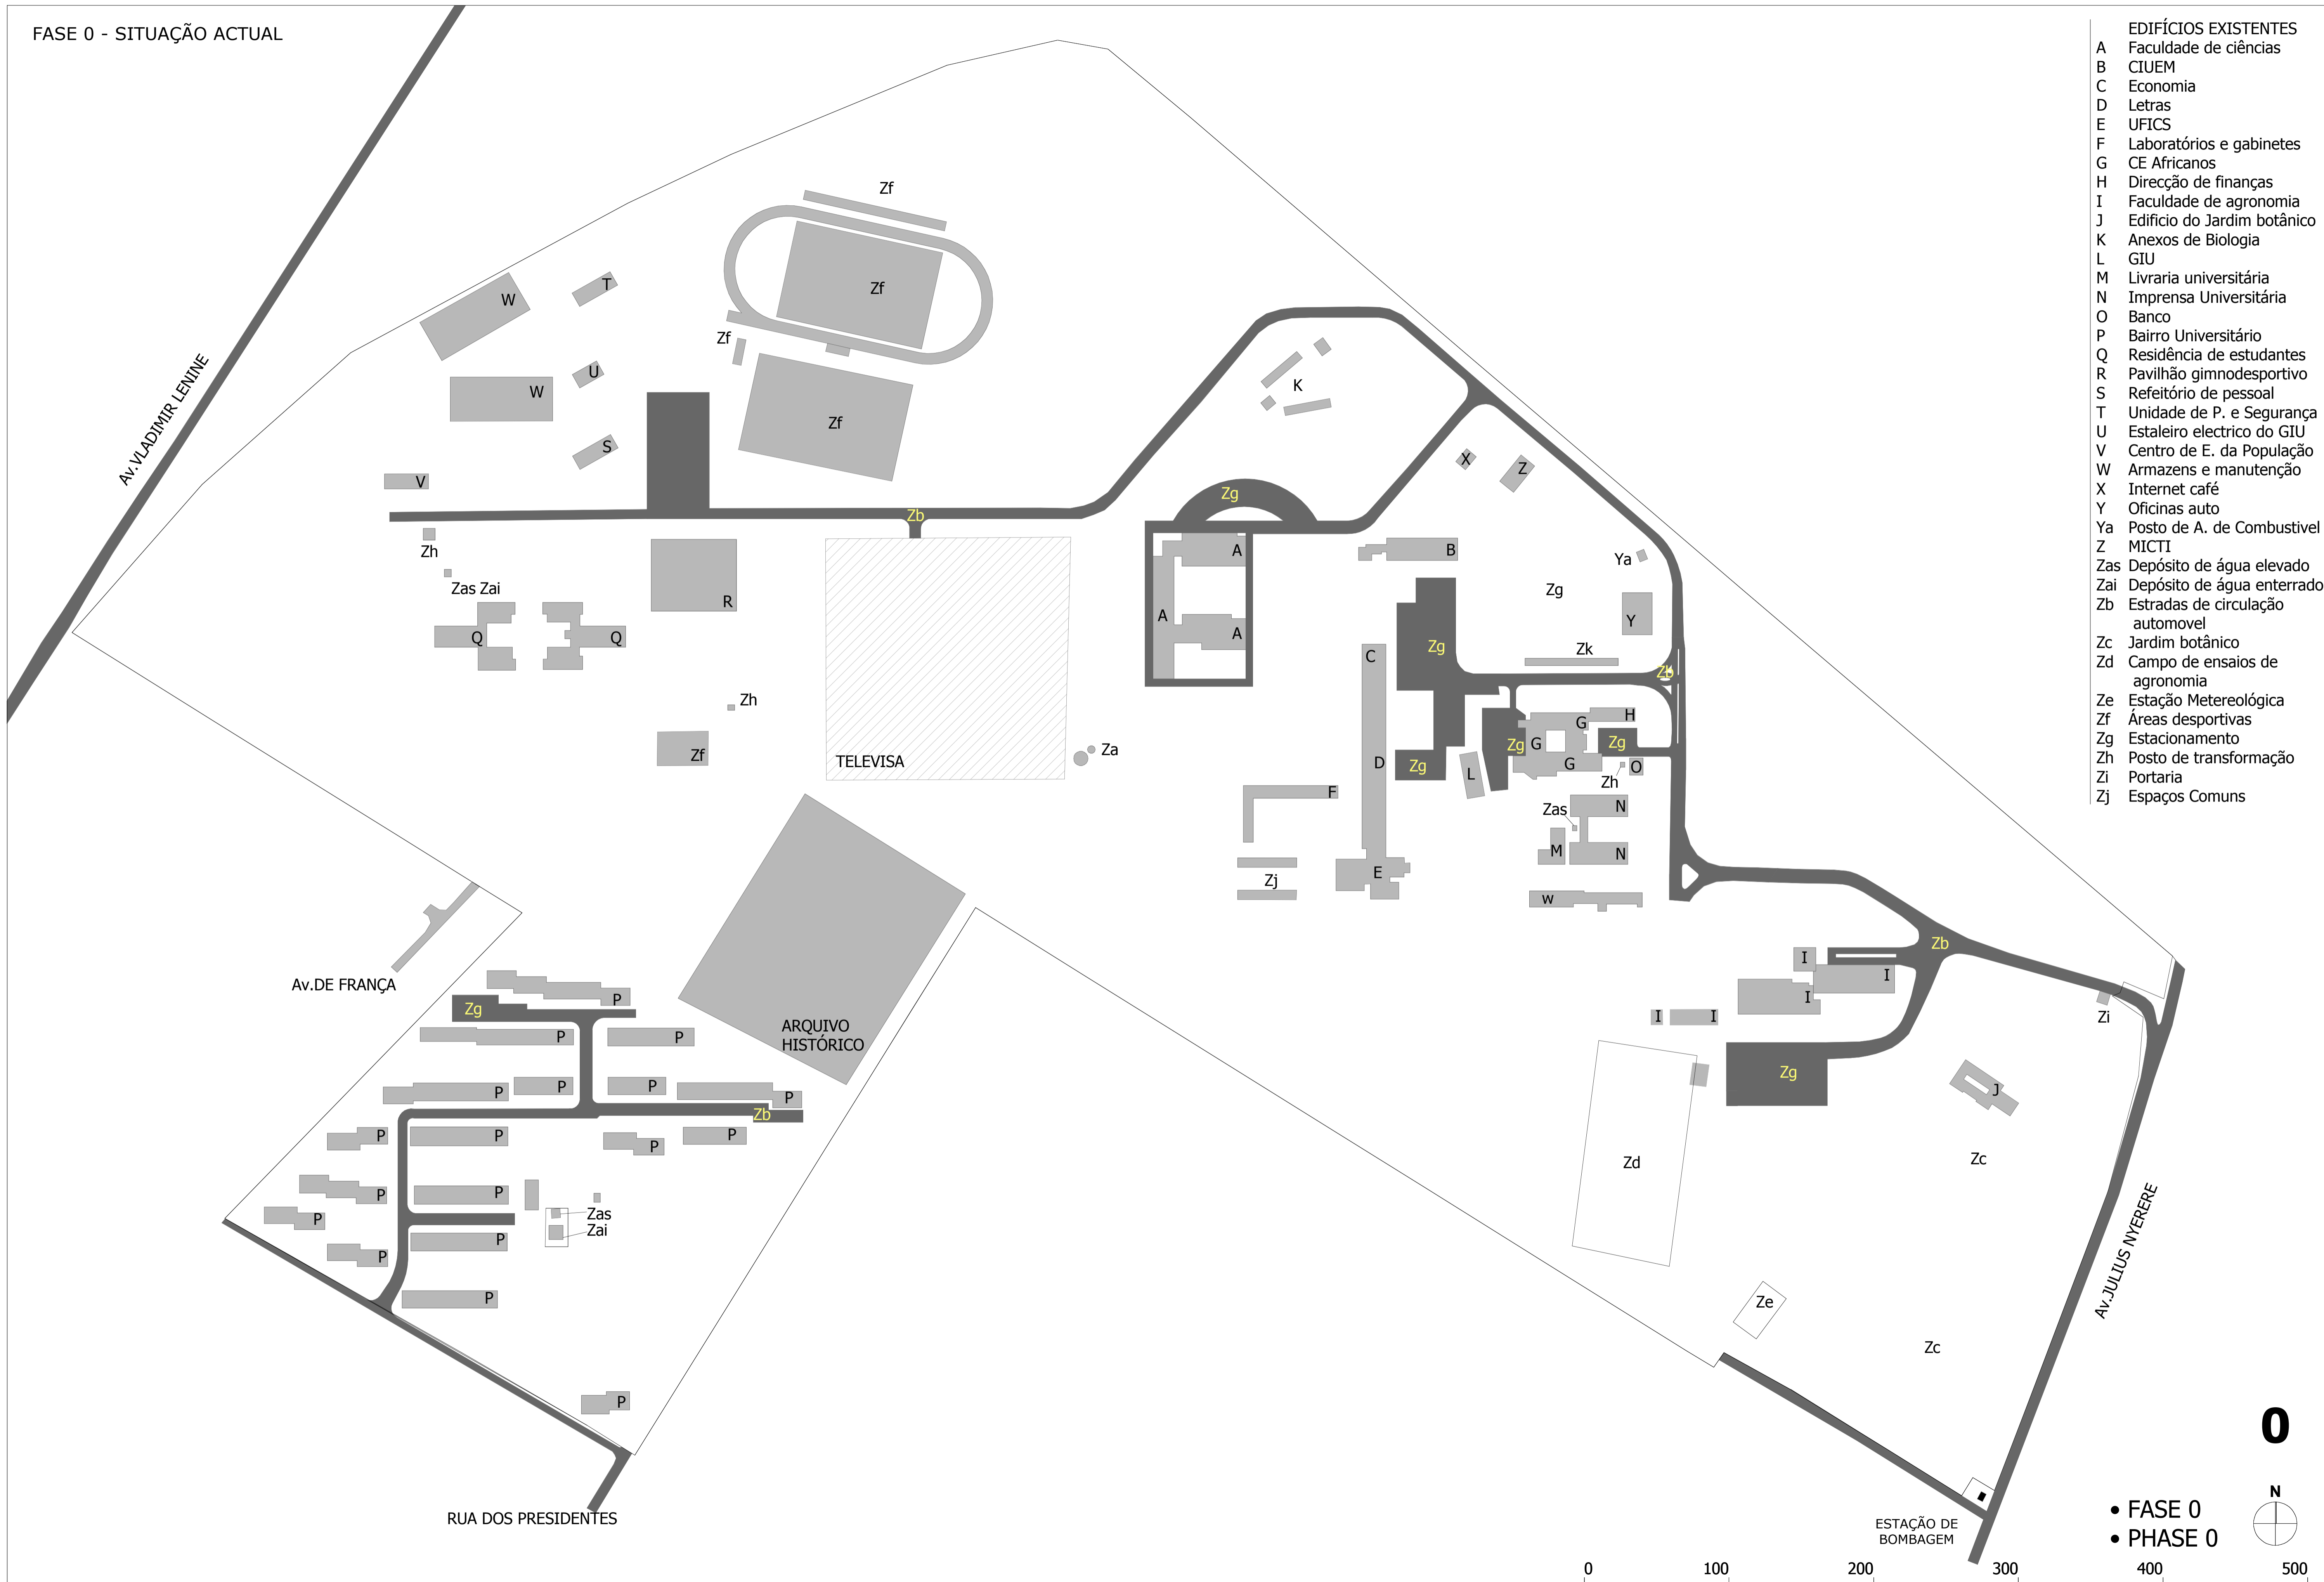 FASE 0 - SITUAÇÃO ACTUAL
EDIFÍCIOS EXISTENTES
A Faculdade de ciências
B CIUEM
C Economia
D Letras
E UFICS
F Laboratórios e gabinetes
G CE Africanos
H Direcção de finanças
I Faculdade de agronomia
J Edificio do Jardim botânico
K Anexos de Biologia
L GIU
M Livraria universitária
N Imprensa Universitária
O Banco
P Bairro Universitário
Q Residência de estudantes
R Pavilhão gimnodesportivo
S Refeitório de pessoal
T Unidade de P. e Segurança
U Estaleiro electrico do GIU
V Centro de E. da População
W Armazens e manutenção
X Internet café
Y Oficinas auto
Ya Posto de A. de Combustivel
Z MICTI
Zas Depósito de água elevado
Zai Depósito de água enterrado
Zb Estradas de circulação
automovel
Zc Jardim botânico
Zd Campo de ensaios de
agronomia
Ze Estação Metereológica
Zf Áreas desportivas
Zg Estacionamento
Zh Posto de transformação
Zi Portaria
Zj Espaços Comuns
Av.VLADIMIR LENINE
Zf
W
T
Zf
Zf
U
W
K
Zf
S
X
Z
V
Zg
Zb
Zh
A
B
Ya
Zas Zai
Zg
R
A
Y
Q
Q
A
Zg
Zk
C
Zb
Zh
G
H
Zf
TELEVISA
Za
G
Zg
Zg
D
Zg
L
G
O
Zh
F
N
Zas
M
N
E
Zj
w
Zb
I
I
I
Av.DE FRANÇA
P
Zg
I
I
Zi
ARQUIVO
HISTÓRICO
P
P
Zg
P
P
P
P
J
Zb
P
P
P
P
Zd
Zc
P
P
P
Zas
Zai
P
P
Av.JULIUS NYERERE
P
Ze
Zc
P
0
RUA DOS PRESIDENTES
ESTAÇÃO DE
BOMBAGEM
N
• FASE 0
• PHASE 0
0 100 200 300 400 500